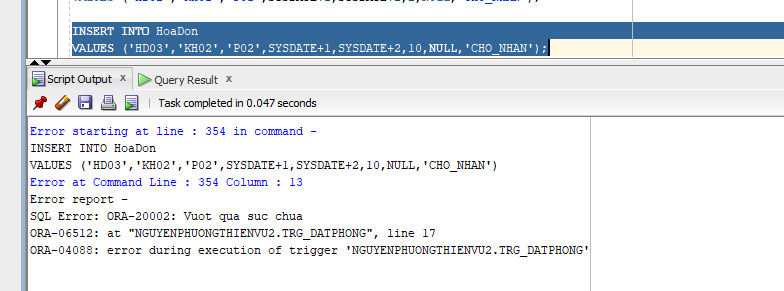 INSERT INTO HoaDon
VALUES ('HD03','KH02','P02',SYSDATE+1,SYSDATE+2,10,NULL,'CHO_NHAN');
Script Output x Query Result x
Task completed in 0.047 seconds
Error starting at line : 354 in command -
INSERT INTO HoaDon
VALUES ('HD03','KH02','P02',SYSDATE+1,SYSDATE+2,10,NULL,'CHO_NHAN')
Error at Command Line : 354 Column : 13
Error report -
SQL Error: ORA-20002: Vuot qua suc chua
ORA-06512: at "NGUYENPHUONGTHIENVU2.TRG_DATPHONG", line 17
ORA-04088: error during execution of trigger 'NGUYENPHUONGTHIENVU2.TRG_DATPHONG'